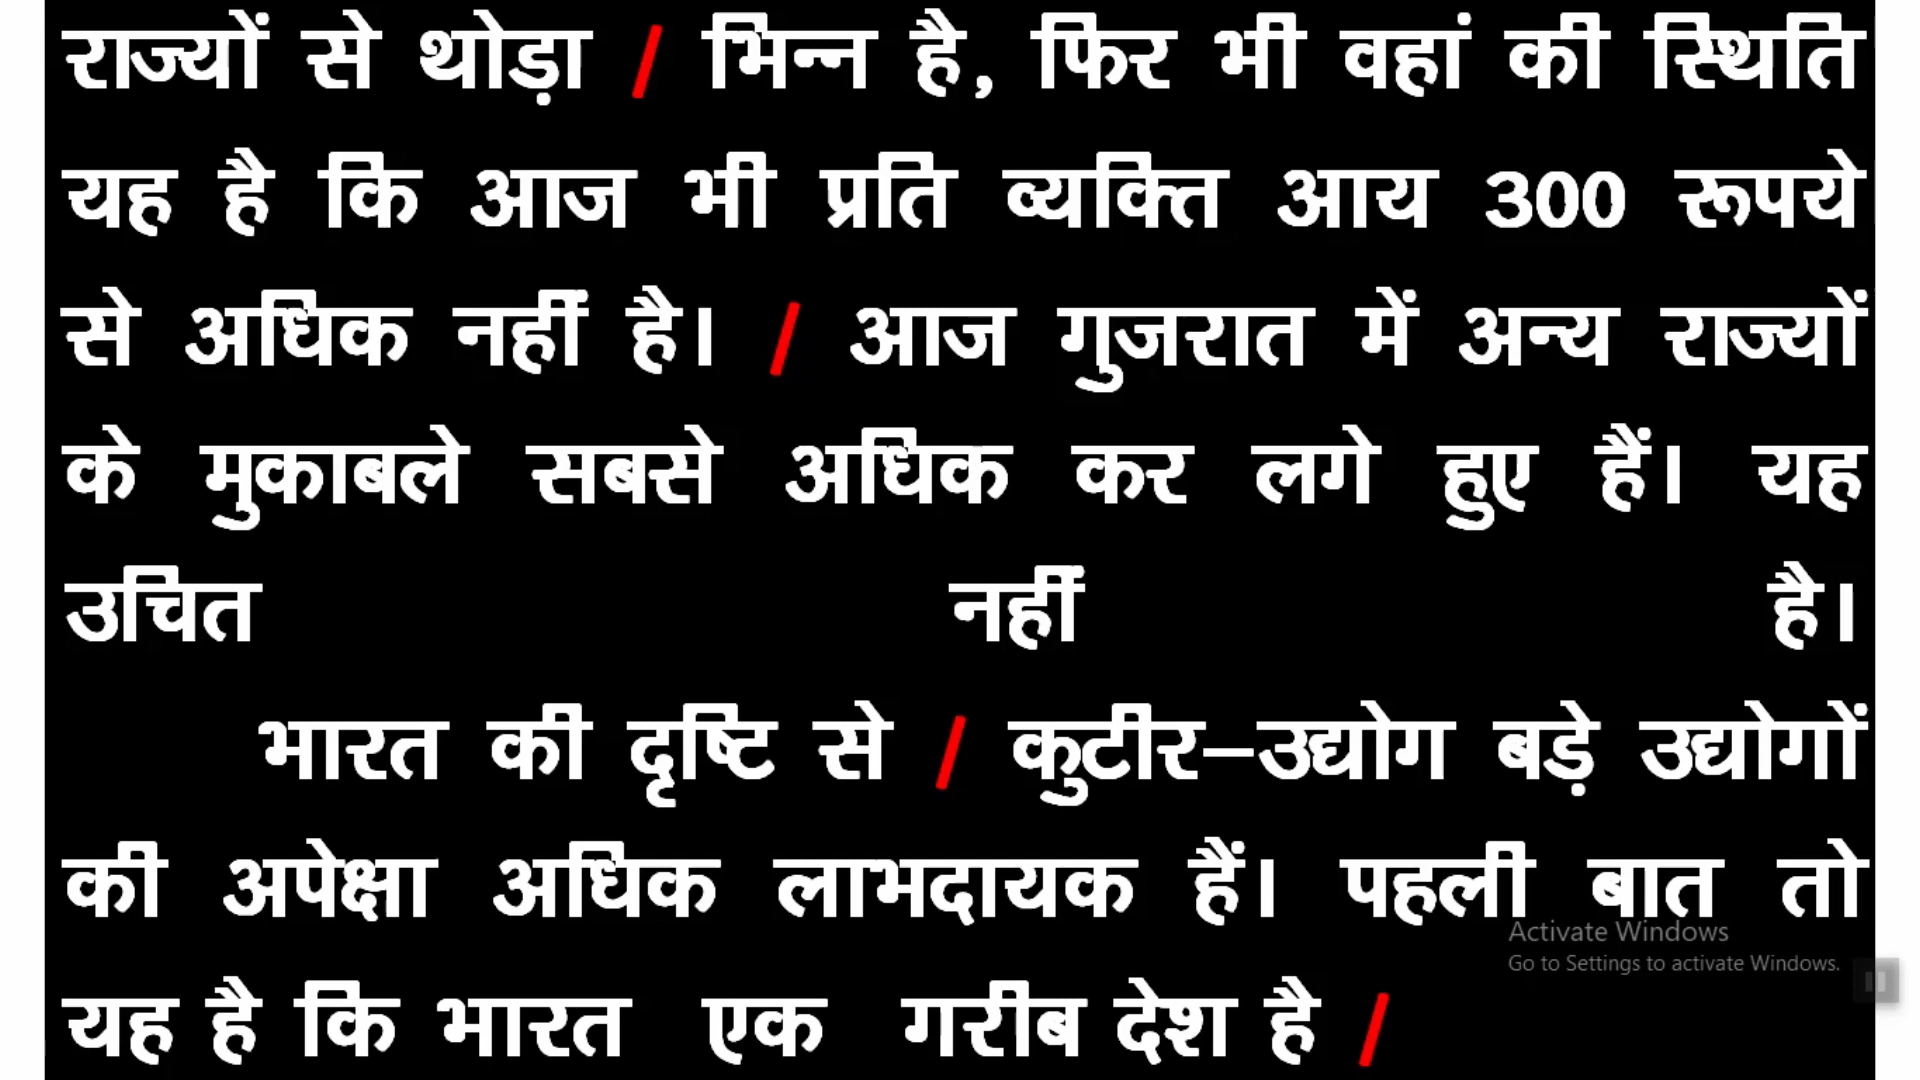 राज्यों से थोड़ा / भिन्न है, फिर भी वहां की स्थिति
यह है कि आज भी प्रति व्यक्ति आय 300 रूपये
से अधिक नहीं है। / आज गुजरात में अन्य राज्यों
के मुकाबले सबसे अधिक कर लगे हुए हैं। यह
उचित नहीं है।
भारत की दृष्टि से / कुटीर–उद्योग बड़े उद्योगों
की अपेक्षा अधिक लाभदायक हैं। पहली बात तो
यह है कि भारत एक गरीब देश है /
Activate Windows
Go to Settings to activate Windows.